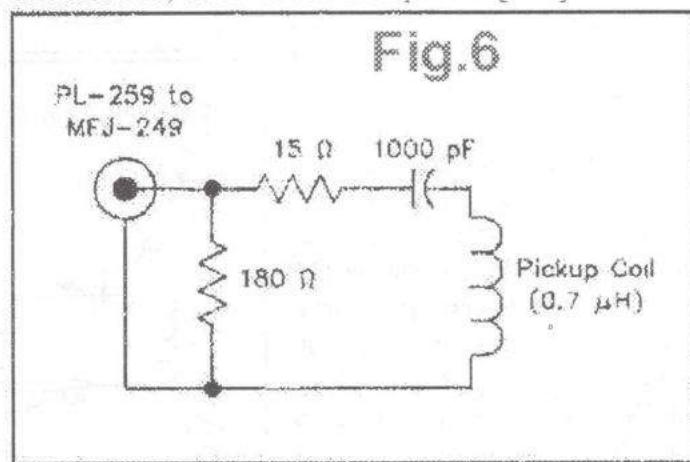 Fig.6
PL-259 to
MFJ-249
15 Ω
1000 pF
180 Ω
Pickup Coil
(0.7 μH)